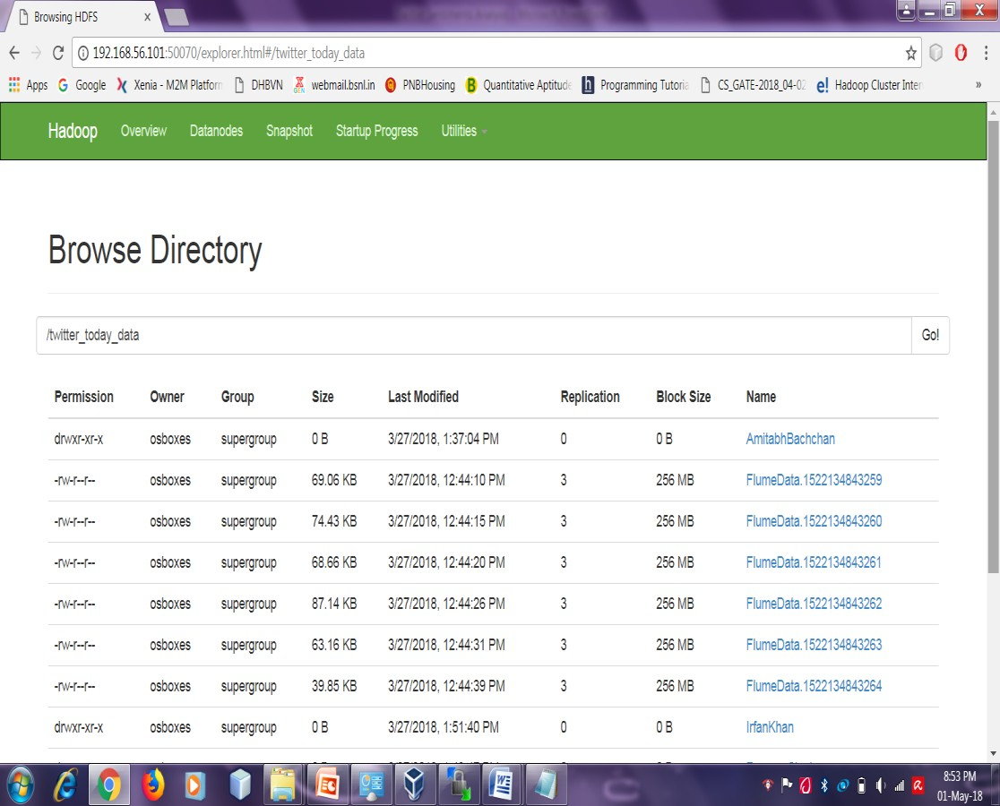 Browsing HDFS
192.168.56.101:50070/explorer.html#/twitter_today_data
Apps Google Xenia - M2M Platform DHBVN webmail.bsnl.in PNBHousing Quantitative Aptitude Programming Tutoria CS_GATE-2018_04-02 Hadoop Cluster Inter »
Hadoop Overview Datanodes Snapshot Startup Progress Utilities
Browse Directory
/twitter_today_data Go!
Permission Owner Group Size Last Modified Replication Block Size Name
drwxr-xr-x osboxes supergroup 0 B 3/27/2018, 1:37:04 PM 0 0 B AmitabhBachchan
-rw-r--r-- osboxes supergroup 69.06 KB 3/27/2018, 12:44:10 PM 3 256 MB FlumeData.1522134843259
-rw-r--r-- osboxes supergroup 74.43 KB 3/27/2018, 12:44:15 PM 3 256 MB FlumeData.1522134843260
-rw-r--r-- osboxes supergroup 68.66 KB 3/27/2018, 12:44:20 PM 3 256 MB FlumeData.1522134843261
-rw-r--r-- osboxes supergroup 87.14 KB 3/27/2018, 12:44:26 PM 3 256 MB FlumeData.1522134843262
-rw-r--r-- osboxes supergroup 63.16 KB 3/27/2018, 12:44:31 PM 3 256 MB FlumeData.1522134843263
-rw-r--r-- osboxes supergroup 39.85 KB 3/27/2018, 12:44:39 PM 3 256 MB FlumeData.1522134843264
drwxr-xr-x osboxes supergroup 0 B 3/27/2018, 1:51:40 PM 0 0 B IrfanKhan
8:53 PM
01-May-18